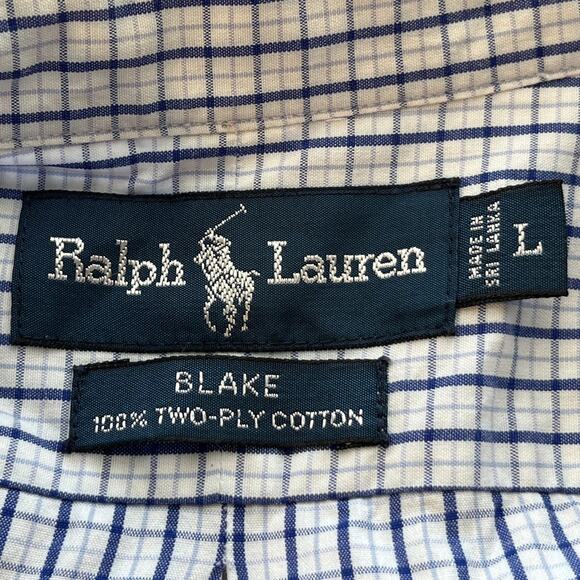 Ralph Lauren
MADE IN
SRI LANKA
L
BLAKE
100% TWO-PLY COTTON